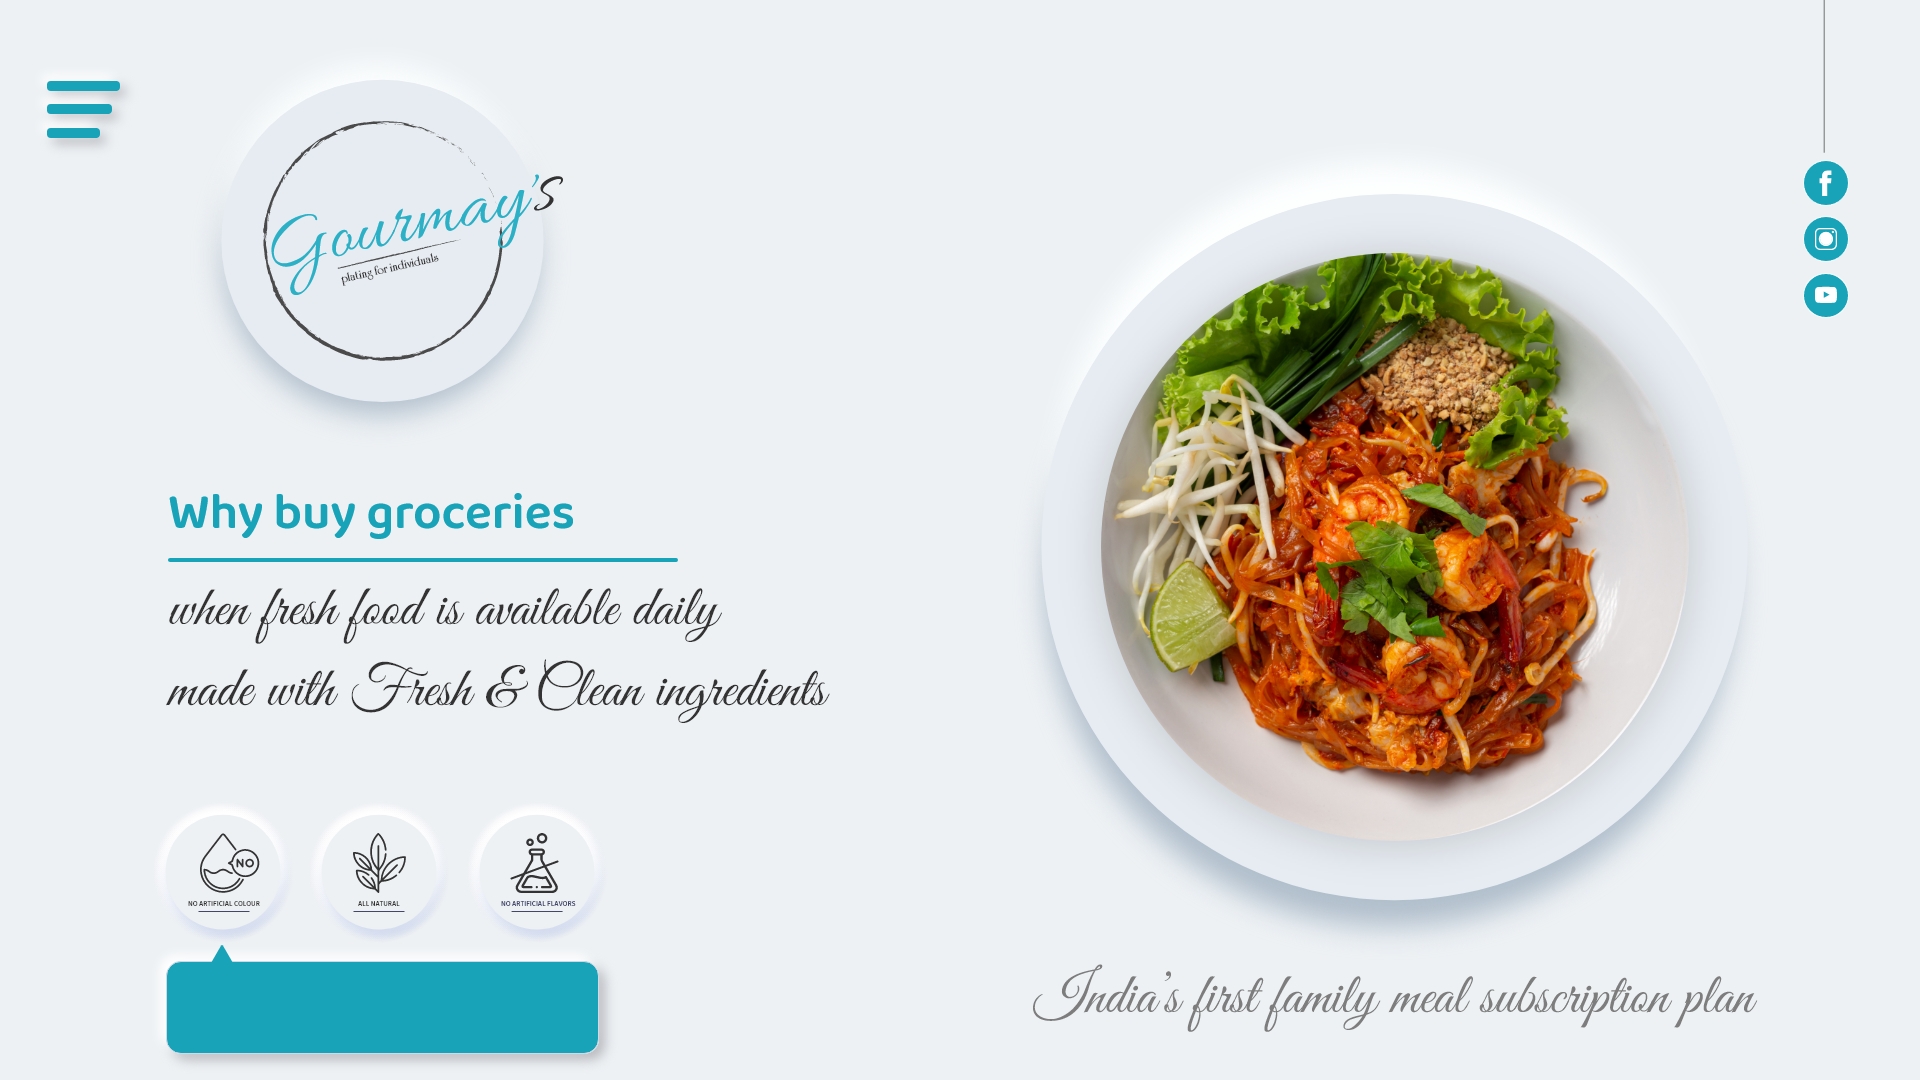 Gourmay's
plating for individuals
Why buy groceries
when fresh food is available daily
made with Fresh & Clean ingredients
NO
NO ARTIFICIAL COLOUR
ALL NATURAL
NO ARTIFICIAL FLAVORS
India's first family meal subscription plan